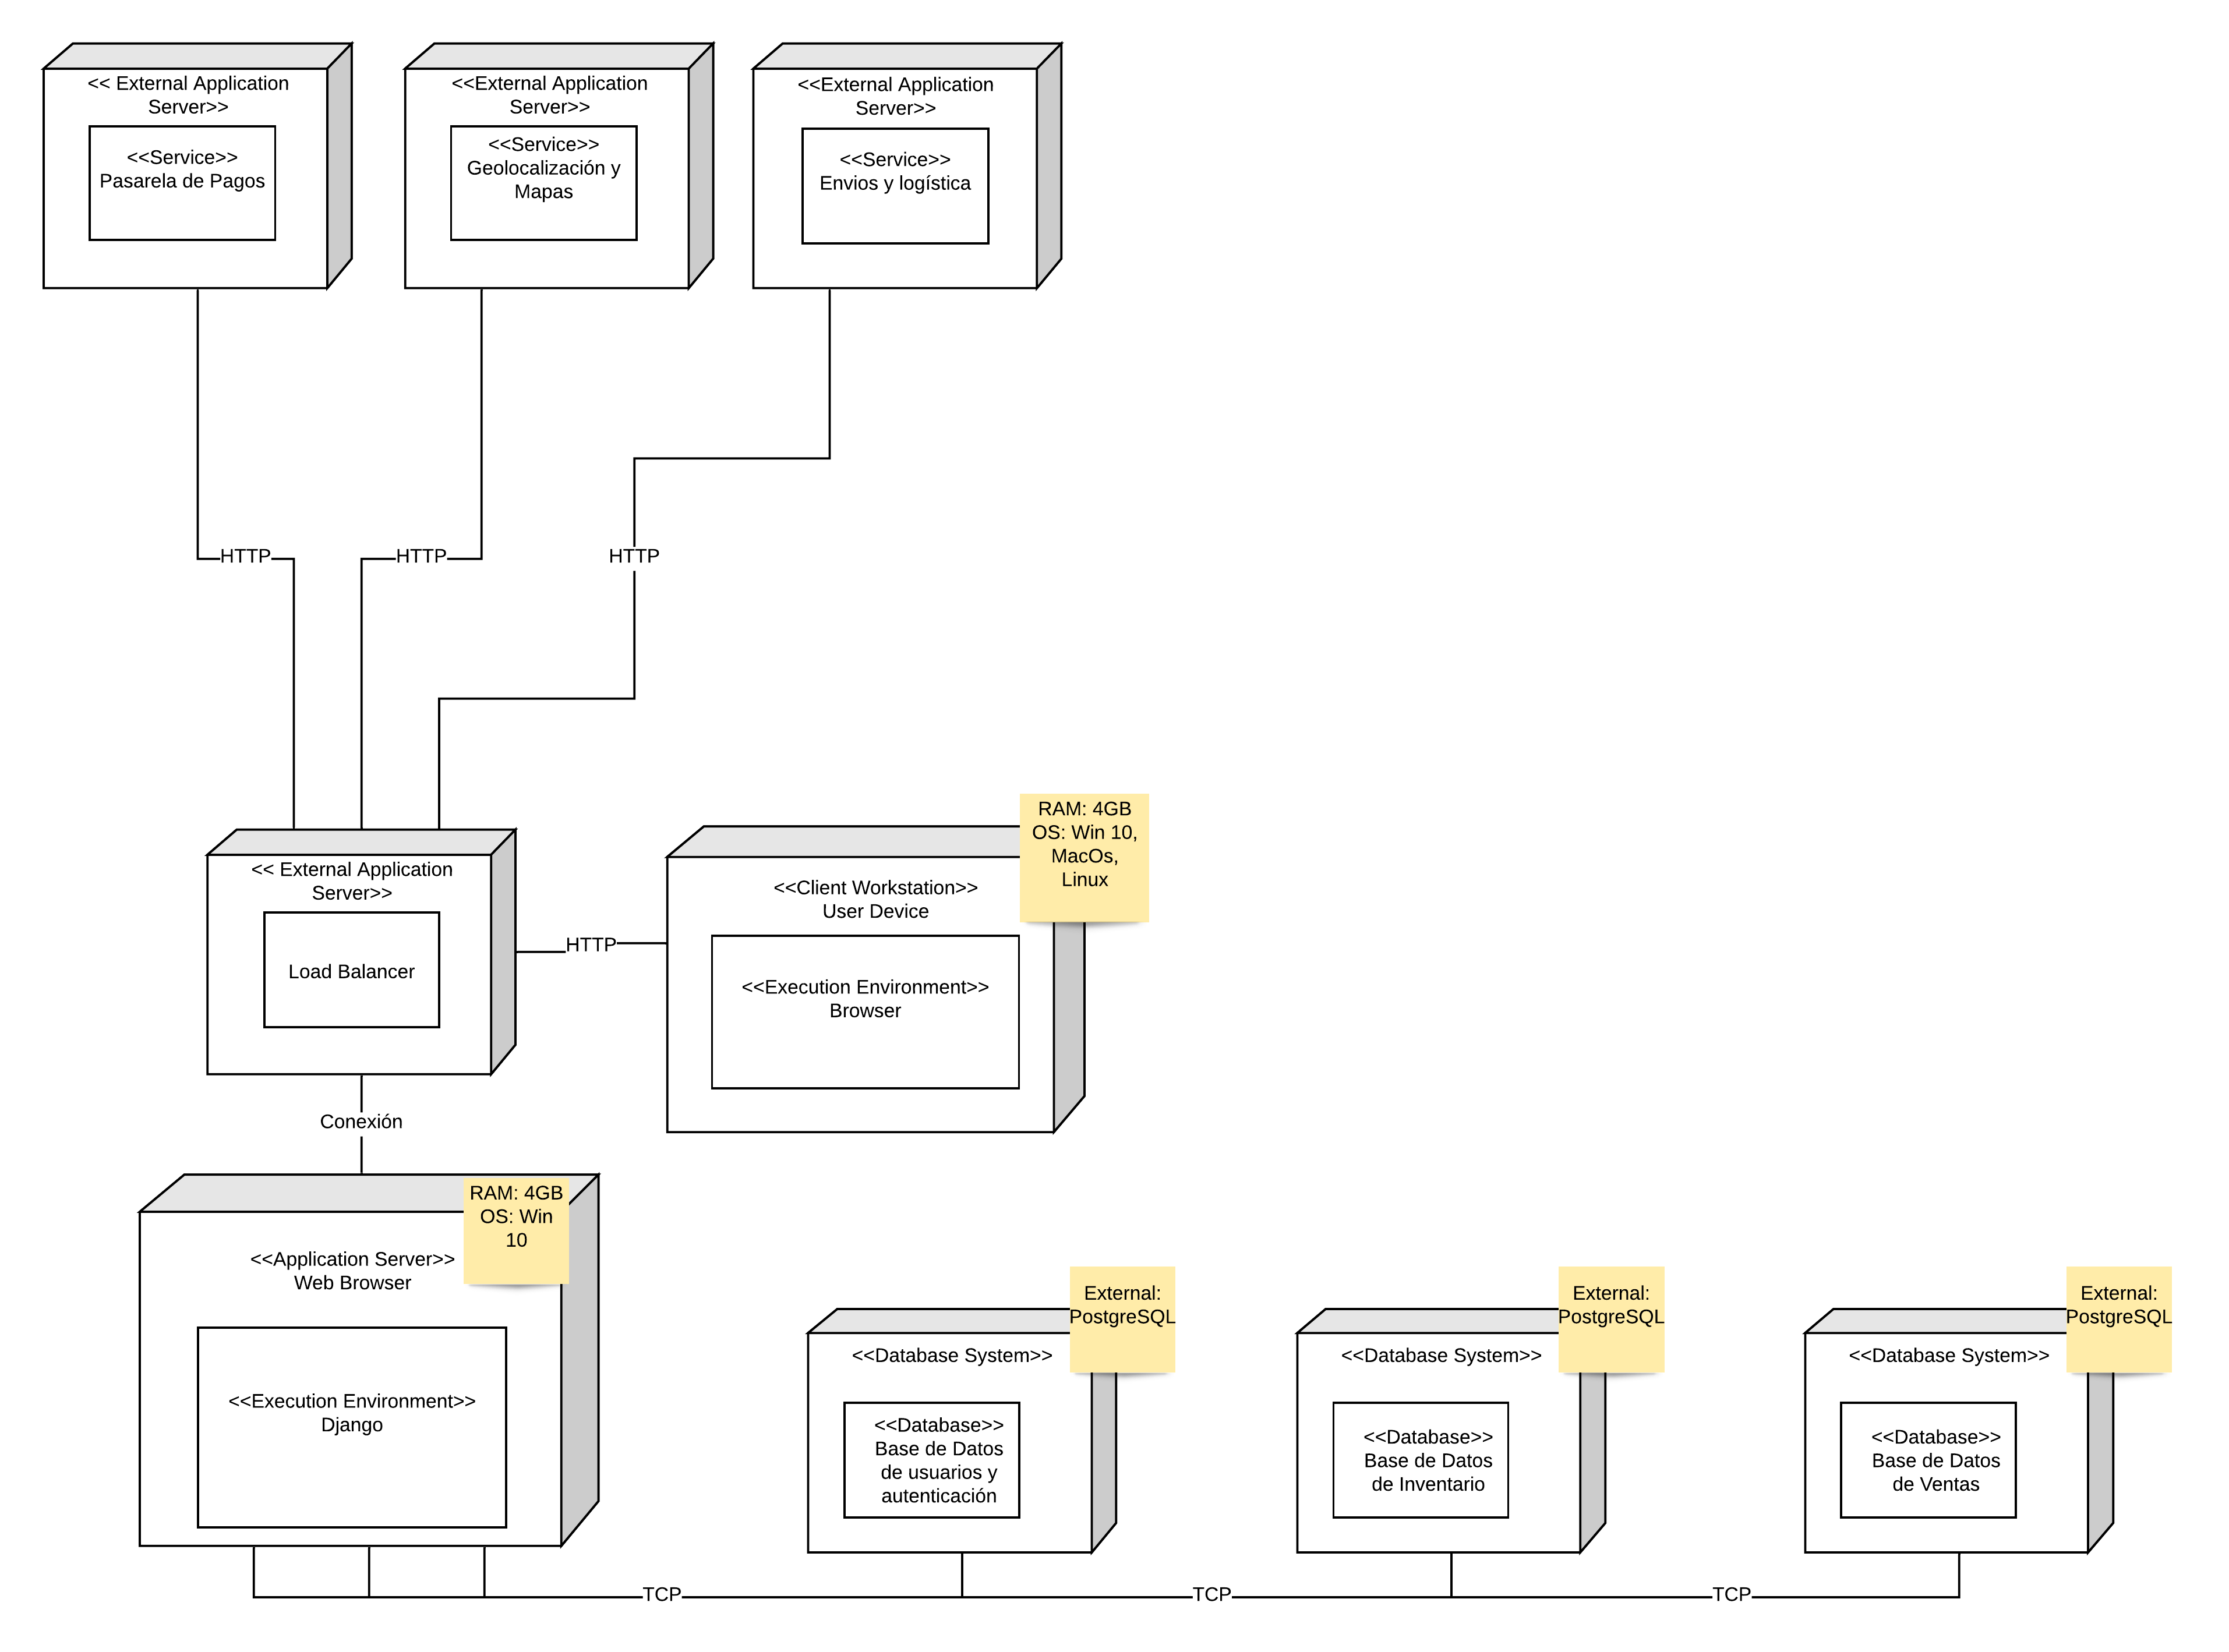 << External Application
Server>>
<<Service>>
Pasarela de Pagos
<<External Application
Server>>
<<Service>>
Geolocalización y
Mapas
<<External Application
Server>>
<<Service>>
Envios y logística
HTTP
HTTP
HTTP
<< External Application
Server>>
Load Balancer
HTTP
<<Client Workstation>>
User Device
<<Execution Environment>>
Browser
RAM: 4GB
OS: Win 10,
MacOs,
Linux
Conexión
<<Application Server>>
Web Browser
<<Execution Environment>>
Django
RAM: 4GB
OS: Win
10
<<Database System>>
<<Database>>
Base de Datos
de usuarios y
autenticación
External:
PostgreSQL
<<Database System>>
<<Database>>
Base de Datos
de Inventario
External:
PostgreSQL
<<Database System>>
<<Database>>
Base de Datos
de Ventas
External:
PostgreSQL
TCP
TCP
TCP